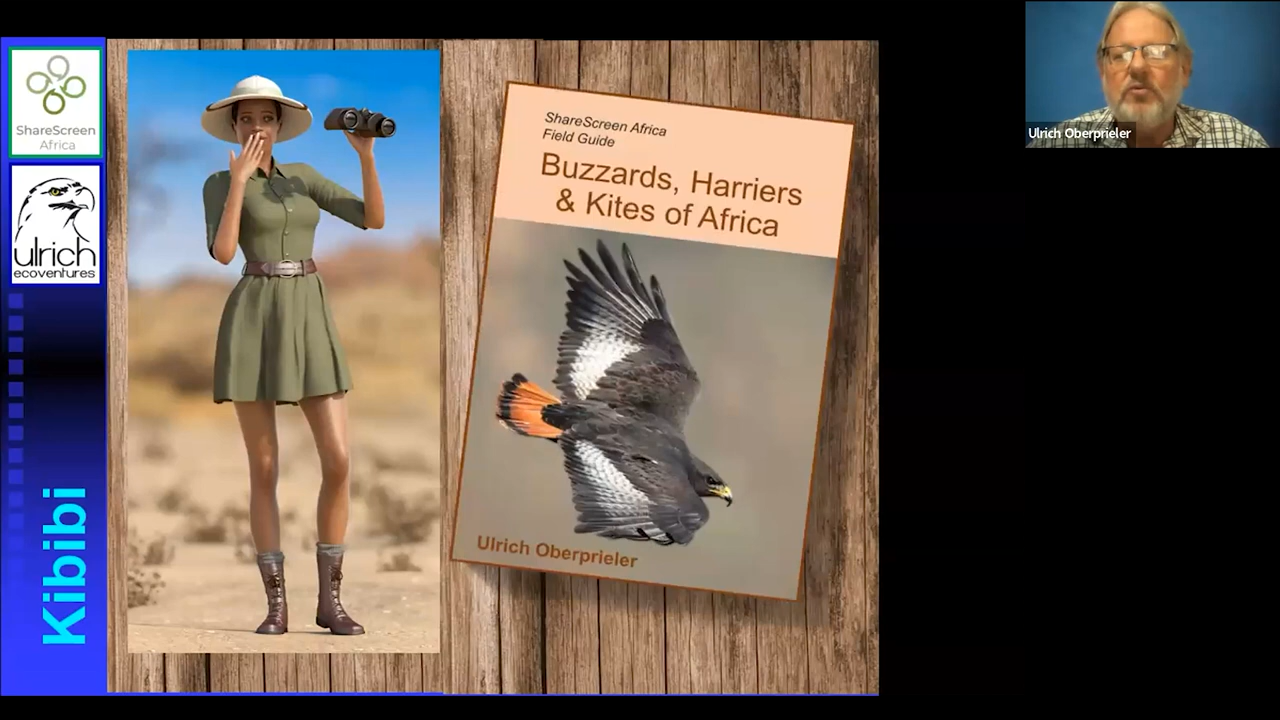 ShareScreen
Africa
ulrich
ecoventures
Kibibi
ShareScreen Africa
Field Guide
Buzzards, Harriers
& Kites of Africa
Ulrich Oberprieler
Ulrich Oberprieler